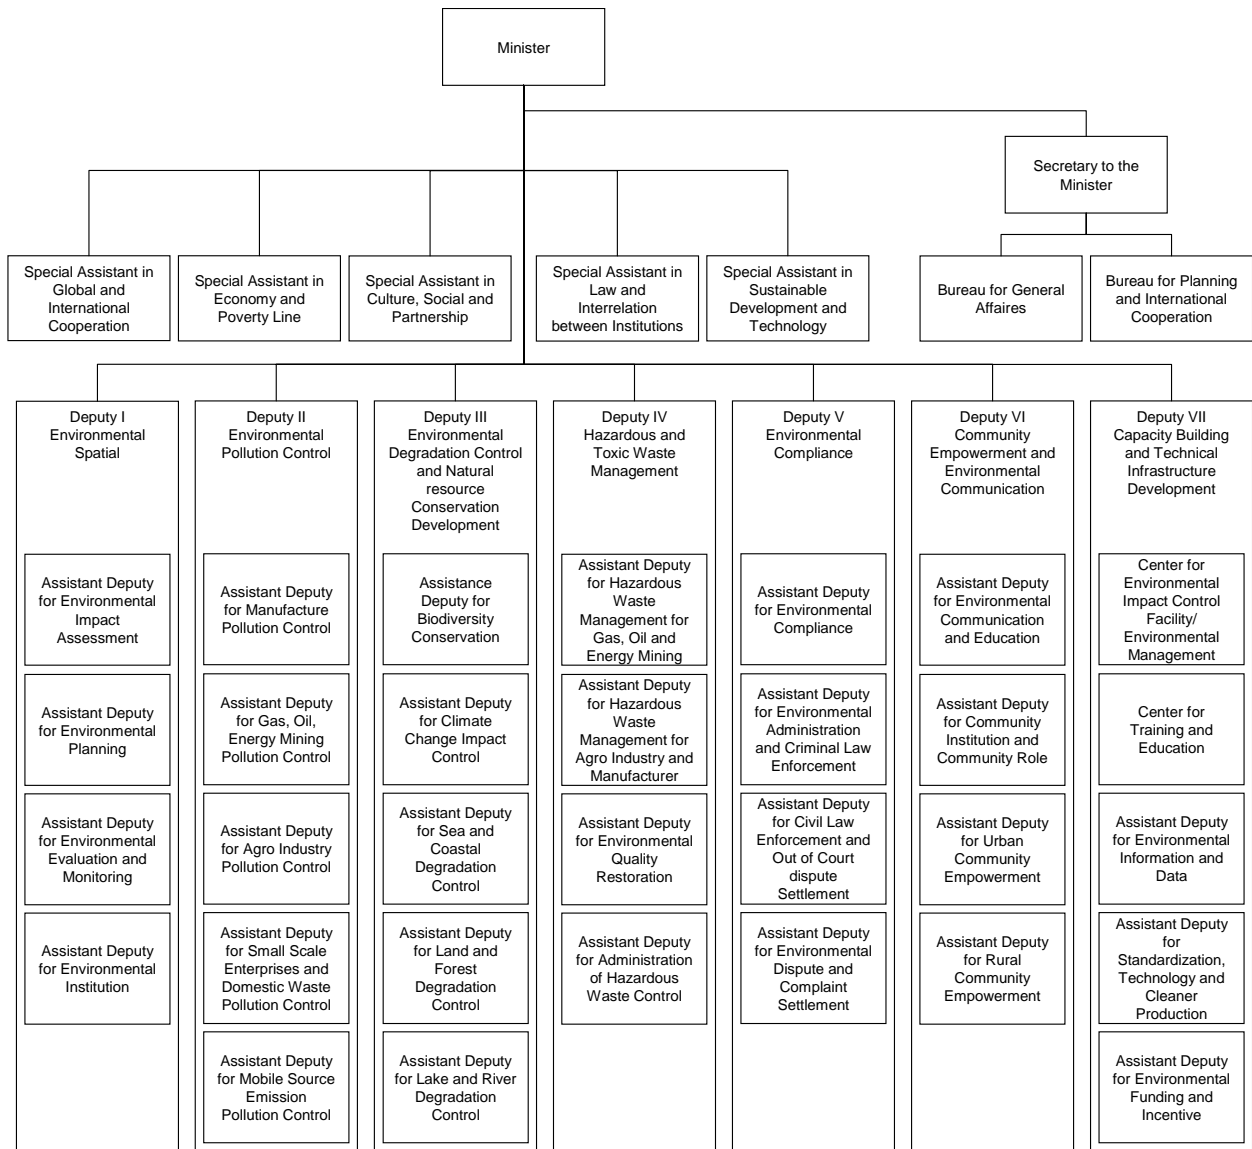 Minister
Secretary to the
Minister
Special Assistant in
Global and
International
Cooperation
Special Assistant in
Economy and
Poverty Line
Special Assistant in
Culture, Social and
Partnership
Special Assistant in
Law and
Interrelation
between Institutions
Special Assistant in
Sustainable
Development and
Technology
Bureau for General
Affaires
Bureau for Planning
and International
Cooperation
Deputy I
Environmental
Spatial
Assistant Deputy
for Environmental
Impact
Assessment
Assistant Deputy
for Environmental
Planning
Assistant Deputy
for Environmental
Evaluation and
Monitoring
Assistant Deputy
for Environmental
Institution
Deputy II
Environmental
Pollution Control
Assistant Deputy
for Manufacture
Pollution Control
Assistant Deputy
for Gas, Oil,
Energy Mining
Pollution Control
Assistant Deputy
for Agro Industry
Pollution Control
Assistant Deputy
for Small Scale
Enterprises and
Domestic Waste
Pollution Control
Assistant Deputy
for Mobile Source
Emission
Pollution Control
Deputy III
Environmental
Degradation Control
and Natural
resource
Conservation
Development
Assistance
Deputy for
Biodiversity
Conservation
Assistant Deputy
for Climate
Change Impact
Control
Assistant Deputy
for Sea and
Coastal
Degradation
Control
Assistant Deputy
for Land and
Forest
Degradation
Control
Assistant Deputy
for Lake and River
Degradation
Control
Deputy IV
Hazardous and
Toxic Waste
Management
Assistant Deputy
for Hazardous
Waste
Management for
Gas, Oil and
Energy Mining
Assistant Deputy
for Hazardous
Waste
Management for
Agro Industry and
Manufacturer
Assistant Deputy
for Environmental
Quality
Restoration
Assistant Deputy
for Administration
of Hazardous
Waste Control
Deputy V
Environmental
Compliance
Assistant Deputy
for Environmental
Compliance
Assistant Deputy
for Environmental
Administration
and Criminal Law
Enforcement
Assistant Deputy
for Civil Law
Enforcement and
Out of Court
dispute
Settlement
Assistant Deputy
for Environmental
Dispute and
Complaint
Settlement
Deputy VI
Community
Empowerment and
Environmental
Communication
Assistant Deputy
for Environmental
Communication
and Education
Assistant Deputy
for Community
Institution and
Community Role
Assistant Deputy
for Urban
Community
Empowerment
Assistant Deputy
for Rural
Community
Empowerment
Deputy VII
Capacity Building
and Technical
Infrastructure
Development
Center for
Environmental
Impact Control
Facility/
Environmental
Management
Center for
Training and
Education
Assistant Deputy
for Environmental
Information and
Data
Assistant Deputy
for
Standardization,
Technology and
Cleaner
Production
Assistant Deputy
for Environmental
Funding and
Incentive